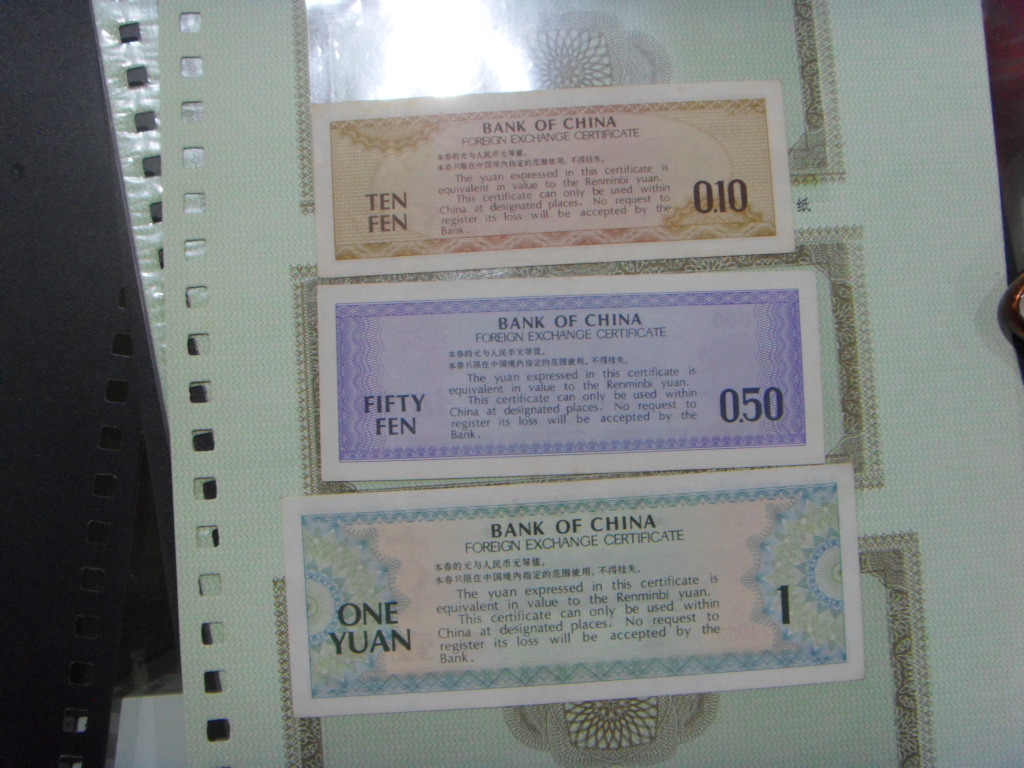 BANK OF CHINA
FOREIGN EXCHANGE CERTIFICATE
本券的元与人民币元等值。
本券只限在中国境内指定的范围使用，不得挂失。
The yuan expressed in this certificate is
equivalent in value to the Renminbi yuan.
This certificate can only be used within
China at designated places. No request to
register its loss will be accepted by the
Bank.
TEN
FEN
0.10
纸
BANK OF CHINA
FOREIGN EXCHANGE CERTIFICATE
本券的元与人民币元等值。
本券只限在中国境内指定的范围使用，不得挂失。
The yuan expressed in this certificate is
equivalent in value to the Renminbi yuan.
This certificate can only be used within
China at designated places. No request to
register its loss will be accepted by the
Bank.
FIFTY
FEN
0.50
BANK OF CHINA
FOREIGN EXCHANGE CERTIFICATE
本券的元与人民币元等值。
本券只限在中国境内指定的范围使用，不得挂失。
The yuan expressed in this certificate is
equivalent in value to the Renminbi yuan.
This certificate can only be used within
China at designated places. No request to
register its loss will be accepted by the
Bank.
ONE
YUAN
1